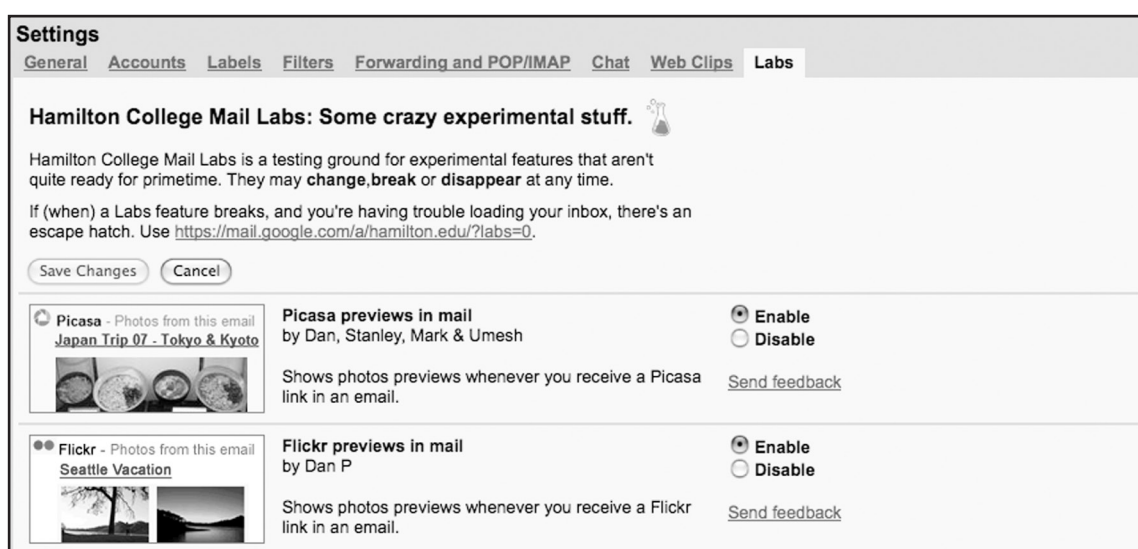 Settings
General Accounts Labels Filters Forwarding and POP/IMAP Chat Web Clips Labs
Hamilton College Mail Labs: Some crazy experimental stuff.
Hamilton College Mail Labs is a testing ground for experimental features that aren't
quite ready for primetime. They may change,break or disappear at any time.
If (when) a Labs feature breaks, and you're having trouble loading your inbox, there's an
escape hatch. Use https://mail.google.com/a/hamilton.edu/?labs=0.
Save Changes Cancel
Picasa - Photos from this email
Japan Trip 07 - Tokyo & Kyoto
Picasa previews in mail
by Dan, Stanley, Mark & Umesh
Shows photos previews whenever you receive a Picasa
link in an email.
Enable
Disable
Send feedback
Flickr - Photos from this email
Seattle Vacation
Flickr previews in mail
by Dan P
Shows photos previews whenever you receive a Flickr
link in an email.
Enable
Disable
Send feedback